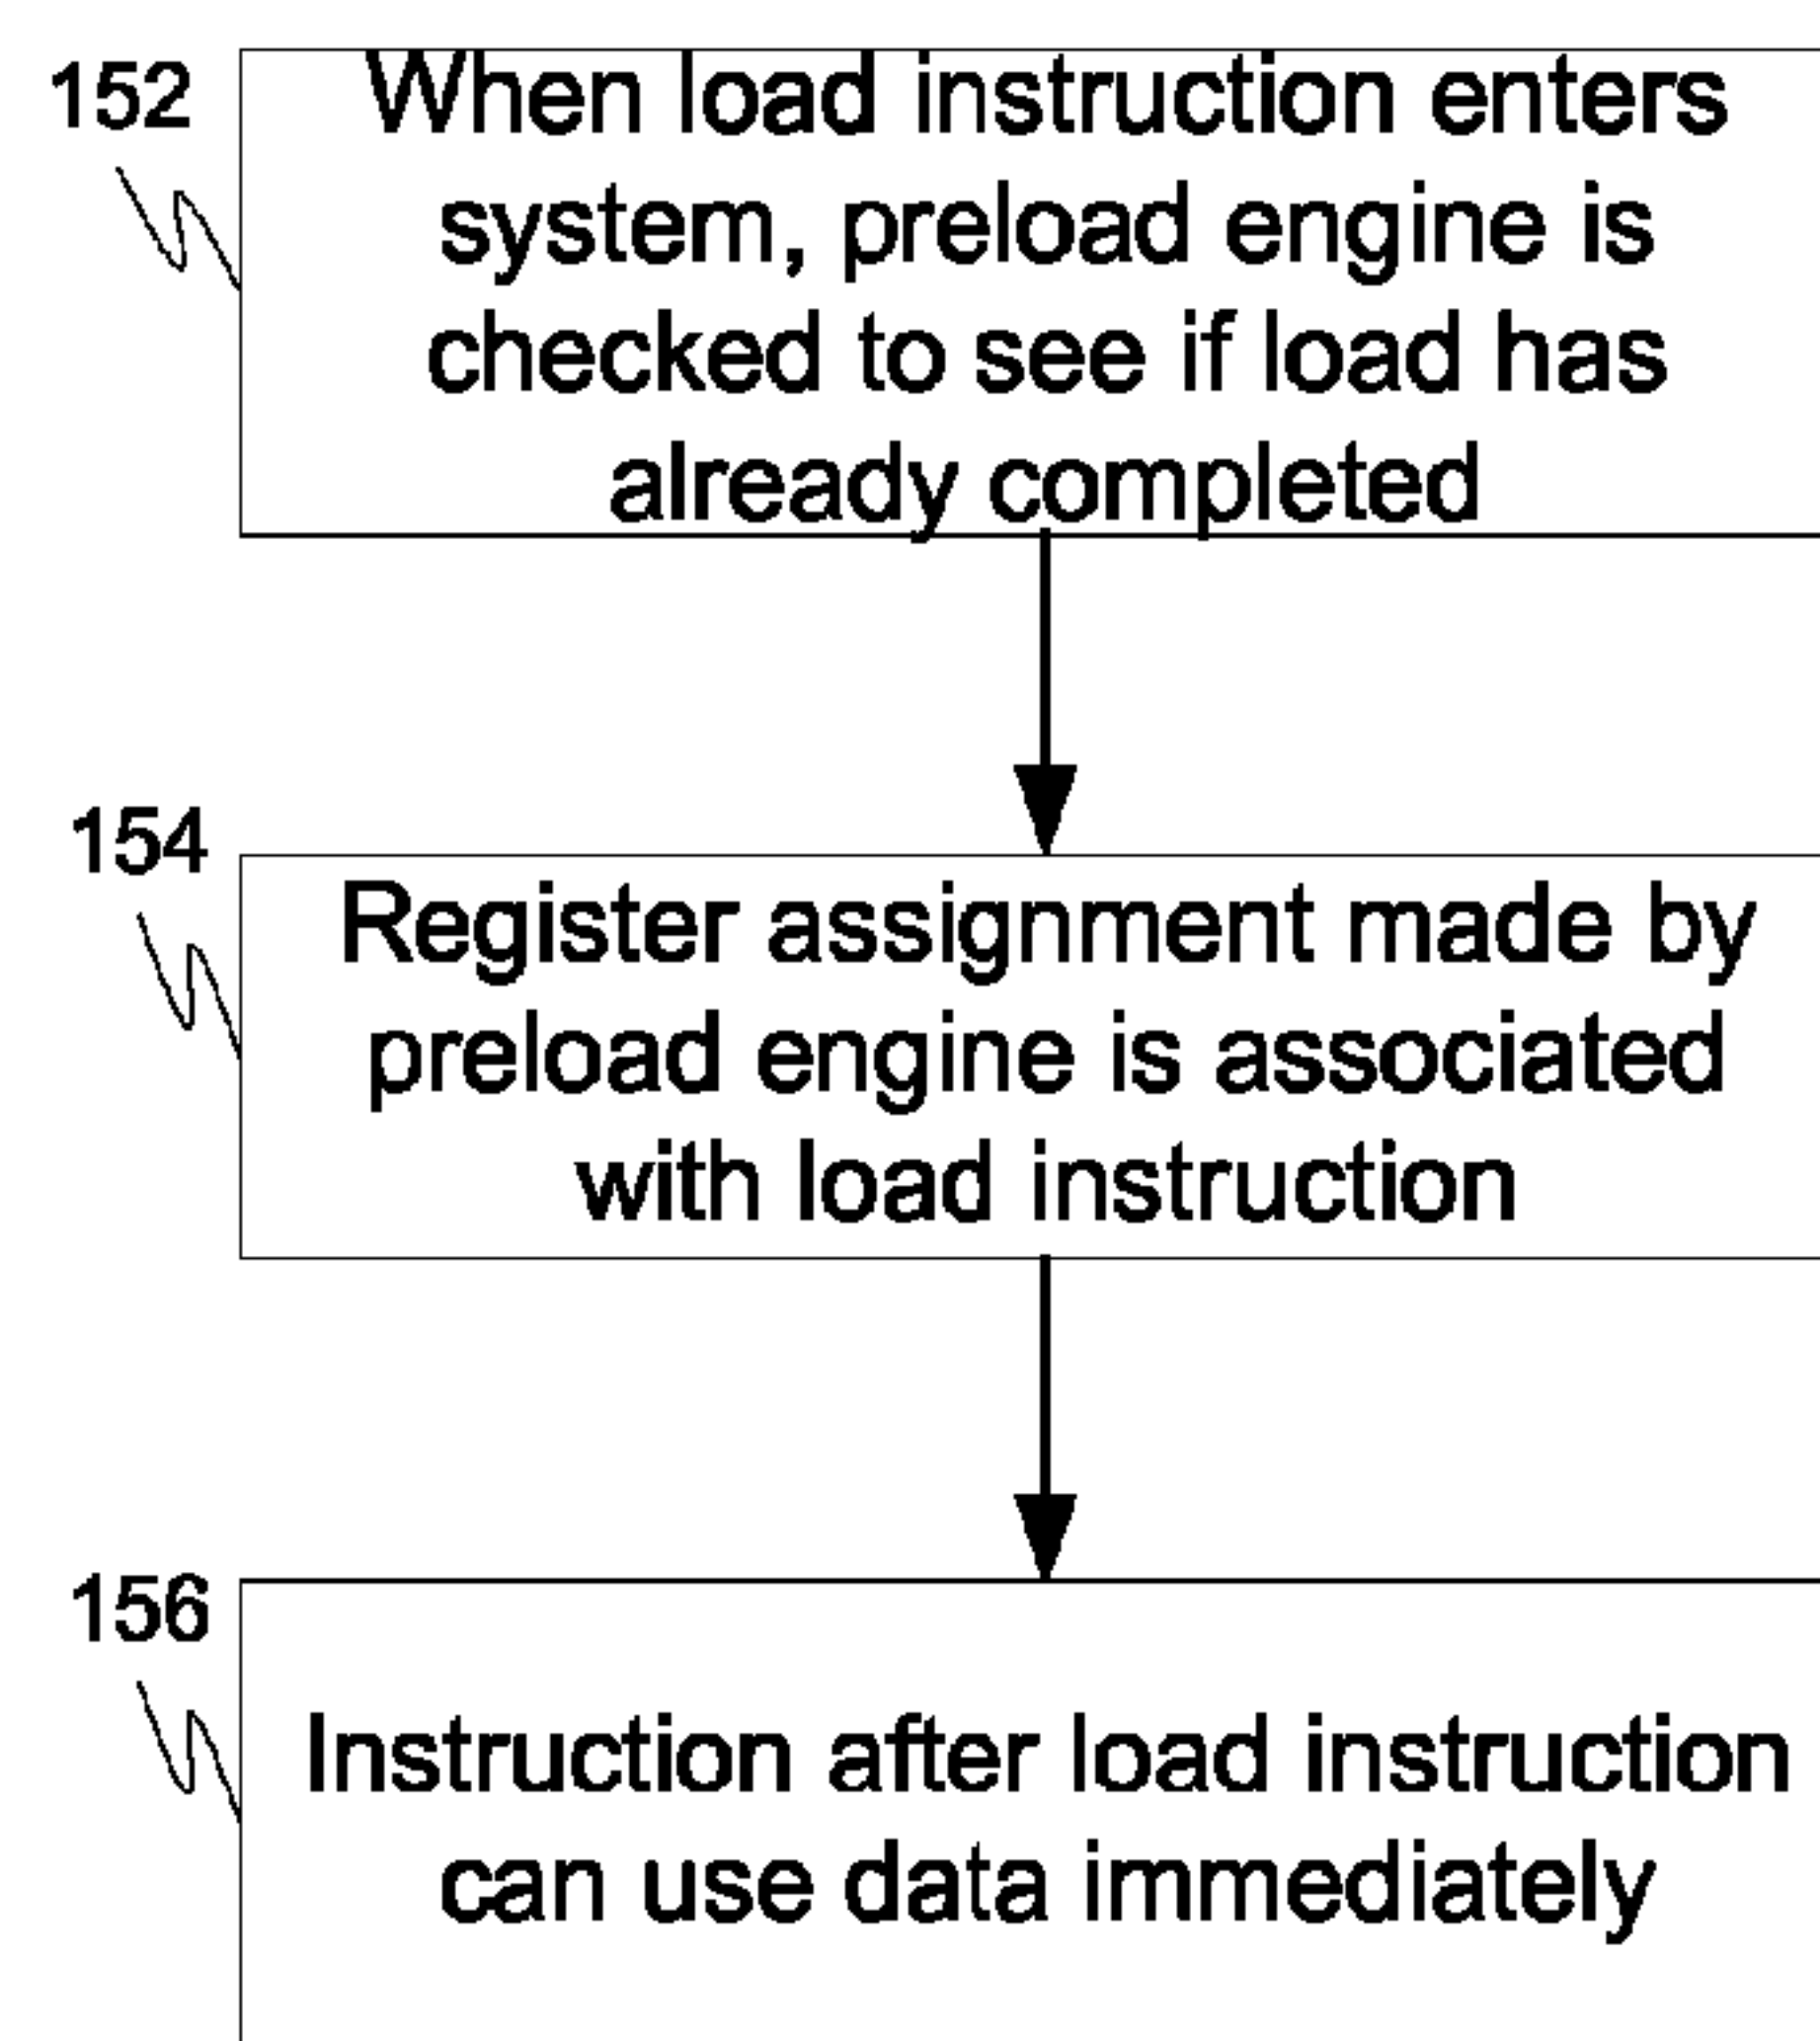 152
When load instruction enters
system, preload engine is
checked to see if load has
already completed
154
Register assignment made by
preload engine is associated
with load instruction
156
Instruction after load instruction
can use data immediately